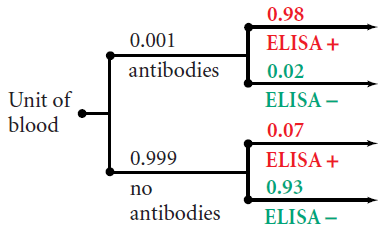 0.98
0.001
ELISA +
antibodies
0.02
ELISA −
Unit of
blood
0.07
0.999
ELISA +
no
antibodies
0.93
ELISA −